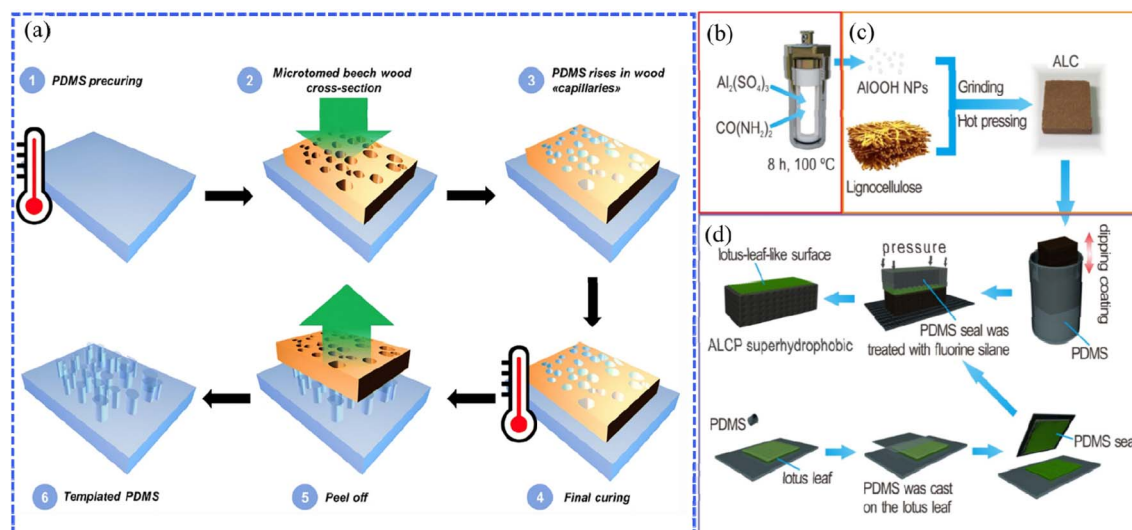 (a)
1 PDMS precuring
2 Microtomed beech wood
cross-section
3 PDMS rises in wood
«capillaries»
6 Templated PDMS
5 Peel off
4 Final curing
(b)
Al2(SO4)3
CO(NH2)2
8 h, 100 ºC
(c)
AlOOH NPs
Lignocellulose
Grinding
Hot pressing
ALC
(d)
lotus-leaf-like surface
ALCP superhydrophobic
pressure
PDMS seal was
treated with fluorine silane
dipping coating
PDMS
PDMS
lotus leaf
PDMS was cast
on the lotus leaf
PDMS sea